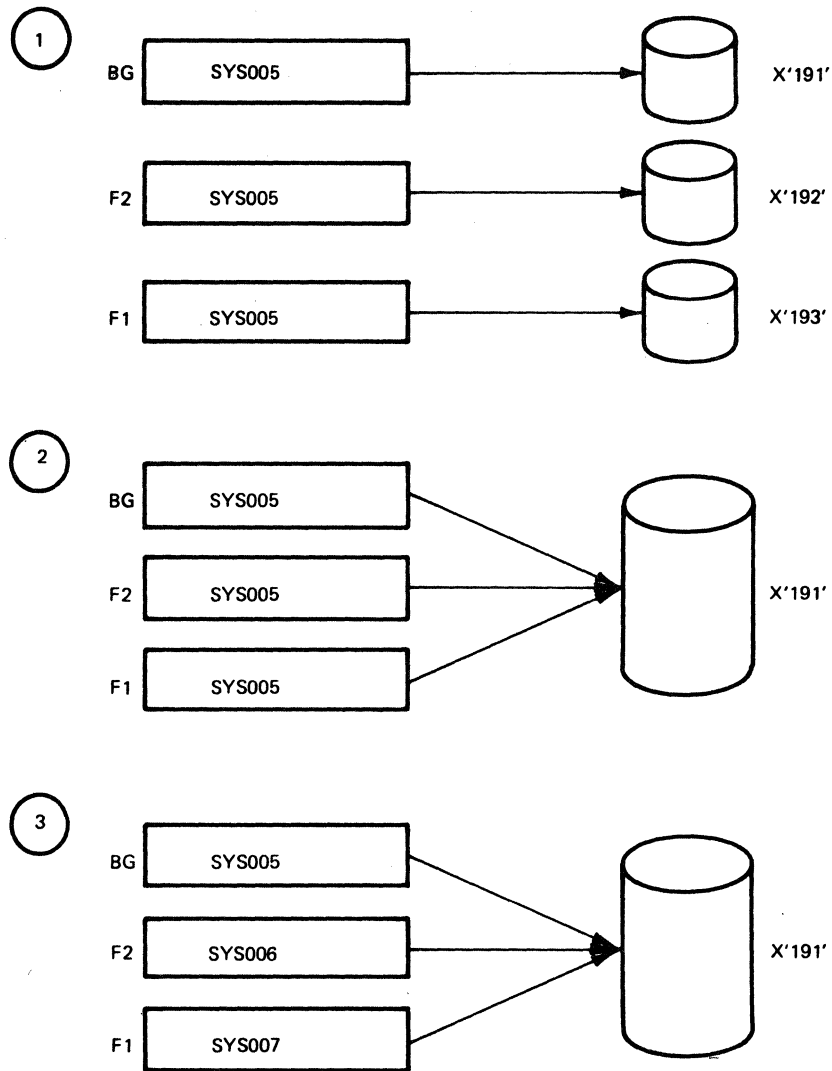 1
BG SYS005 X'191'
F2 SYS005 X'192'
F1 SYS005 X'193'
2
BG SYS005
F2 SYS005 X'191'
F1 SYS005
3
BG SYS005
F2 SYS006 X'191'
F1 SYS007